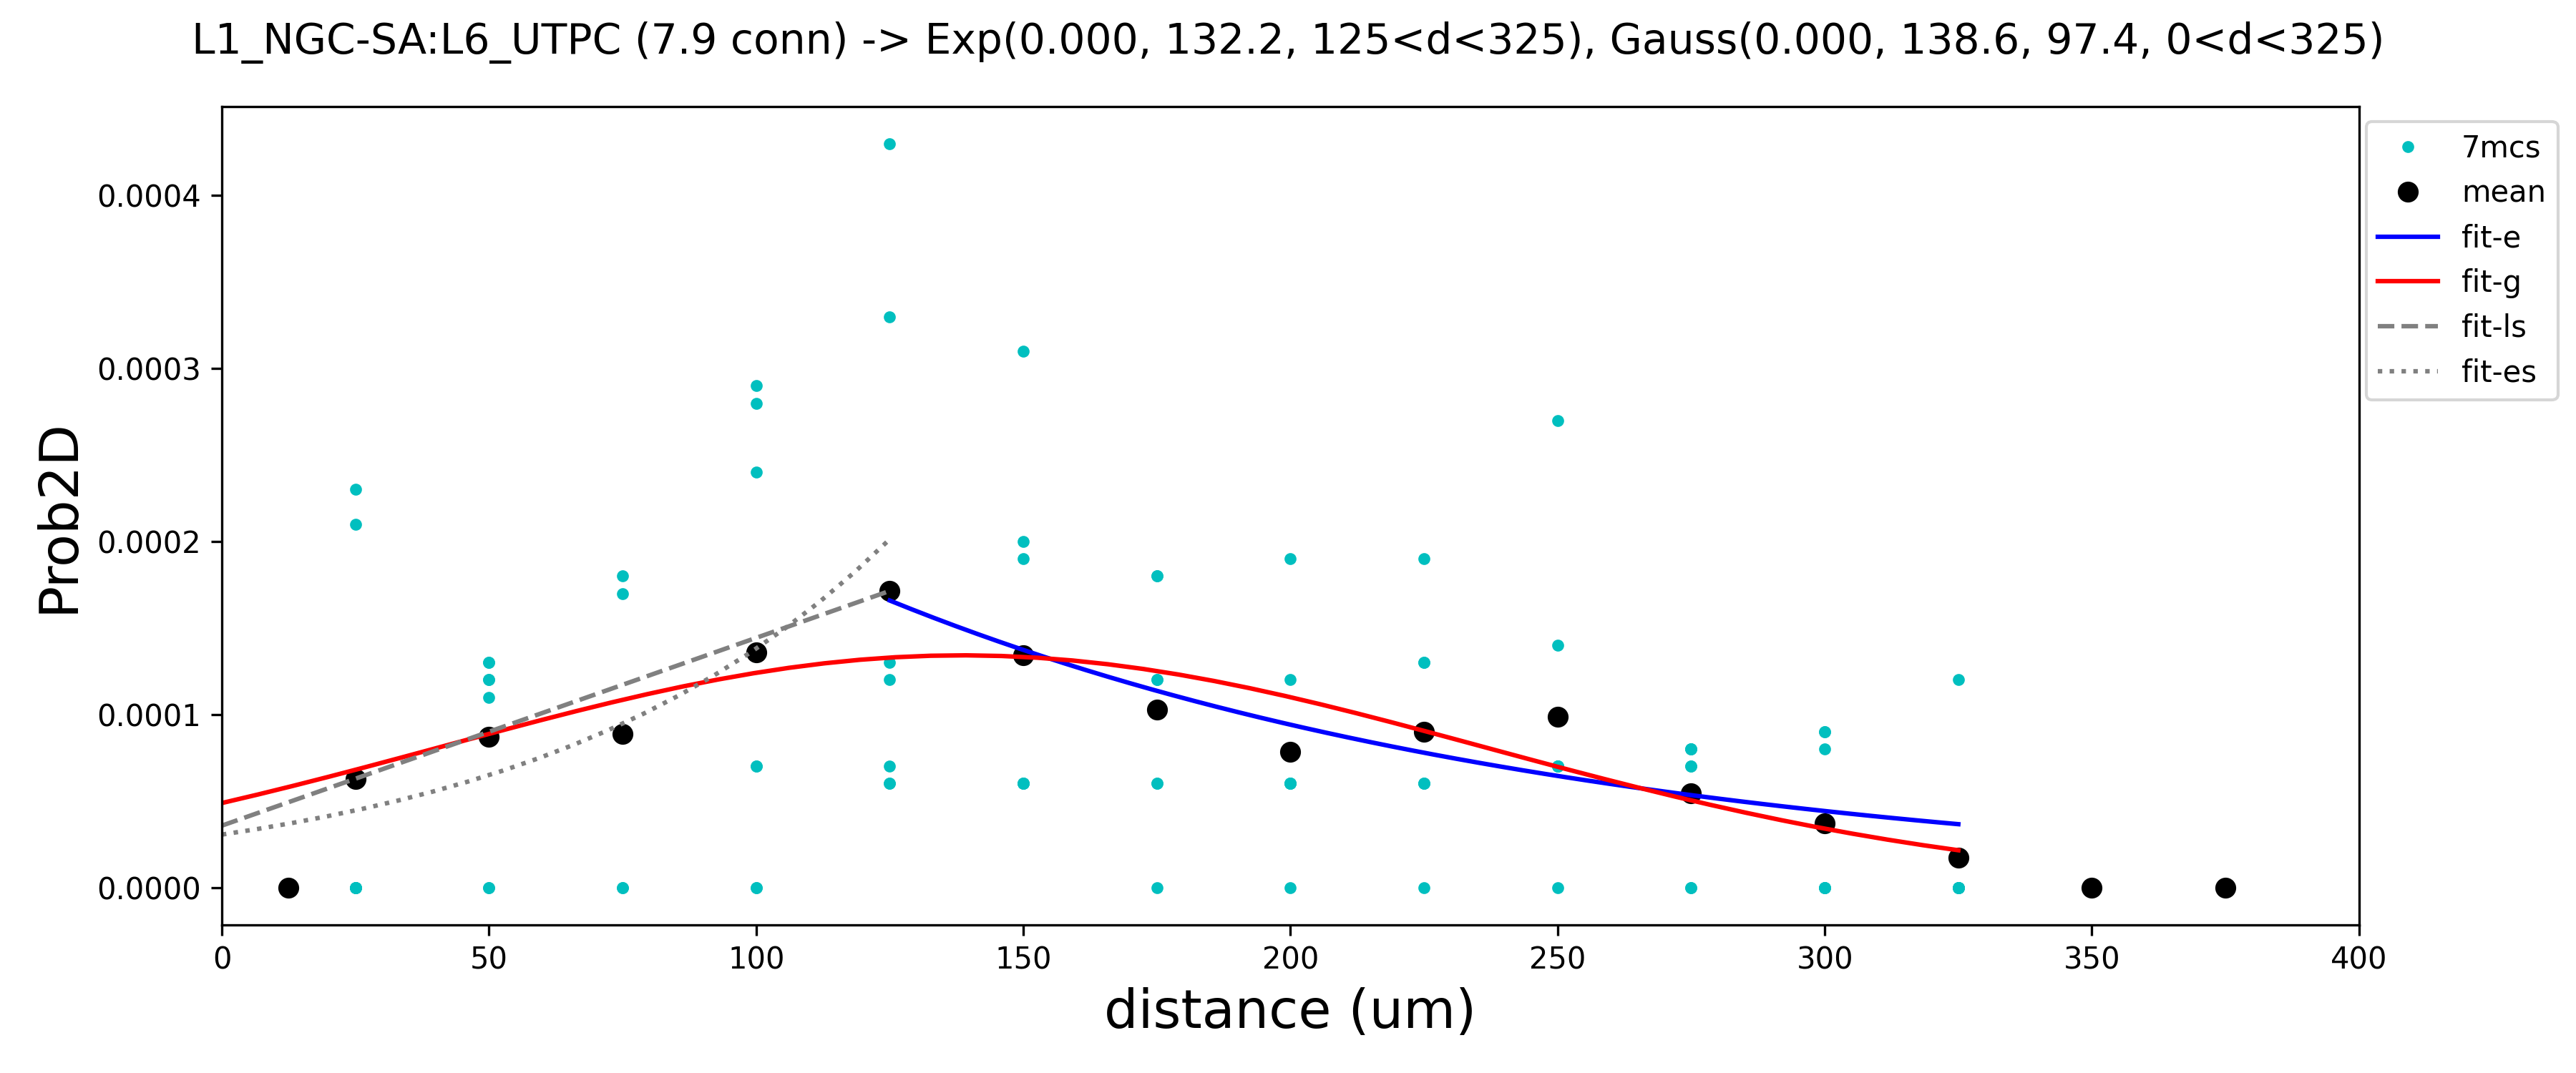 L1_NGC-SA:L6_UTPC (7.9 conn) -> Exp(0.000, 132.2, 125<d<325), Gauss(0.000, 138.6, 97.4, 0<d<325)
7mcs
mean
fit-e
fit-g
fit-ls
fit-es
Prob2D
0.0004
0.0003
0.0002
0.0001
0.0000
0 50 100 150 200 250 300 350 400
distance (um)